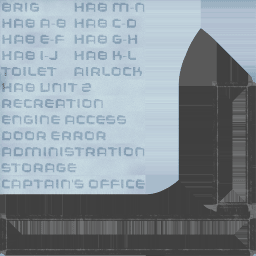 BRIG HAB M-N
HAB A-B HAB C-D
HAB E-F HAB G-H
HAB I-J HAB K-L
TOILET AIRLOCK
HAB UNIT 2
RECREATION
ENGINE ACCESS
DOOR ERROR
ADMINISTRATION
STORAGE
CAPTAIN'S OFFICE